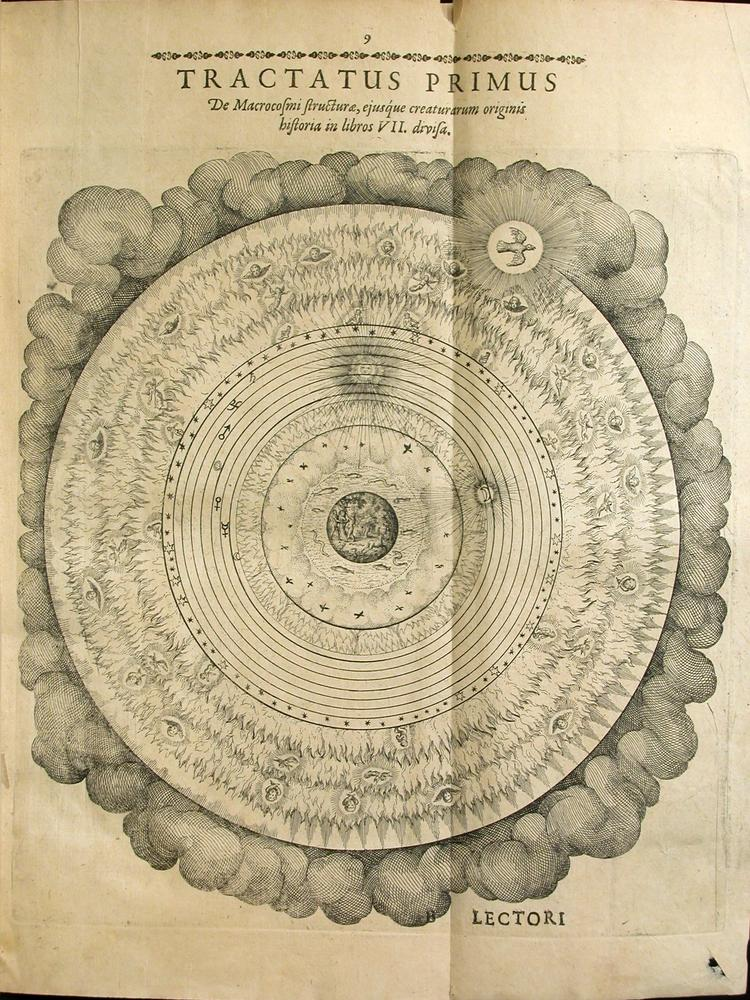 9
TRACTATUS PRIMUS
De Macrocoſmi ſtructuræ, ejusque creaturarum originis
hiſtoria in libros VII. diviſa.
B LECTORI